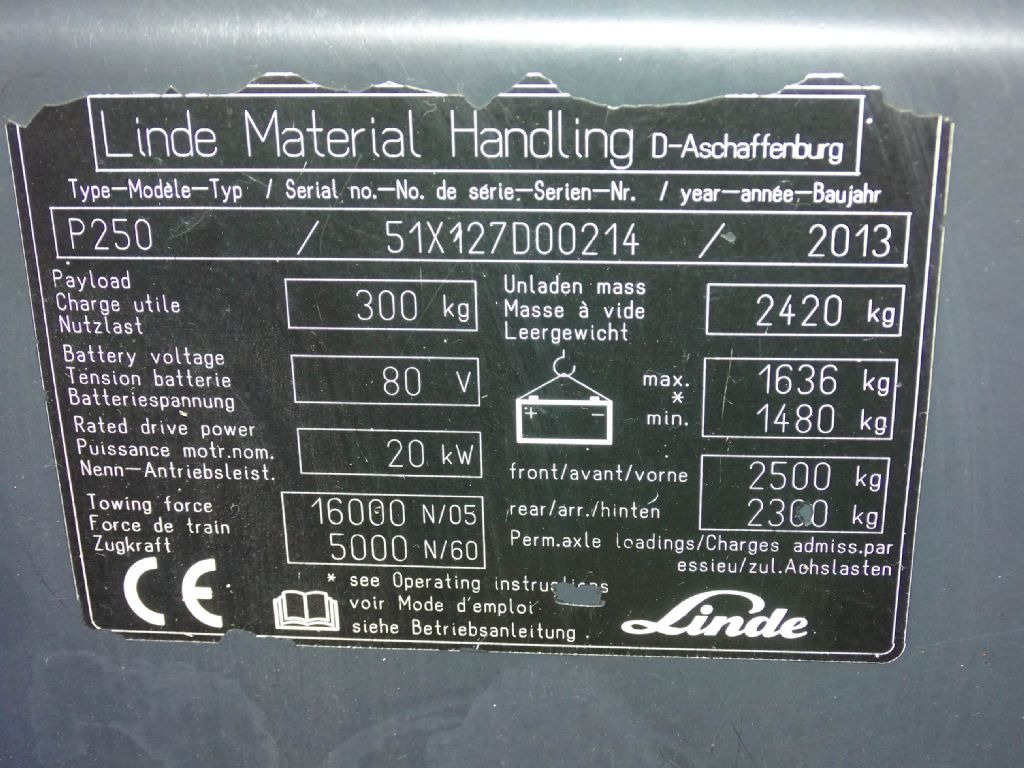 Linde Material Handling D-Aschaffenburg
Type-Modèle-Typ / Serial no.-No. de série-Serien-Nr. / year-année-Baujahr
P250 / 51X127D00214 / 2013
Payload
Charge utile
Nutzlast
300 kg
Unladen mass
Masse à vide
Leergewicht
2420 kg
Battery voltage
Tension batterie
Batteriespannung
80 V
+ -
max. 1636 kg
*
min. 1480 kg
Rated drive power
Puissance motr.nom.
Nenn-Antriebsleist.
20 kW
front/avant/vorne 2500 kg
rear/arr./hinten 2300 kg
Perm.axle loadings/Charges admiss.par
essieu/zul.Achslasten
Towing force
Force de train
Zugkraft
16000 N/05
5000 N/60
CE
* see Operating instructions
voir Mode d'emploi
siehe Betriebsanleitung.
Linde